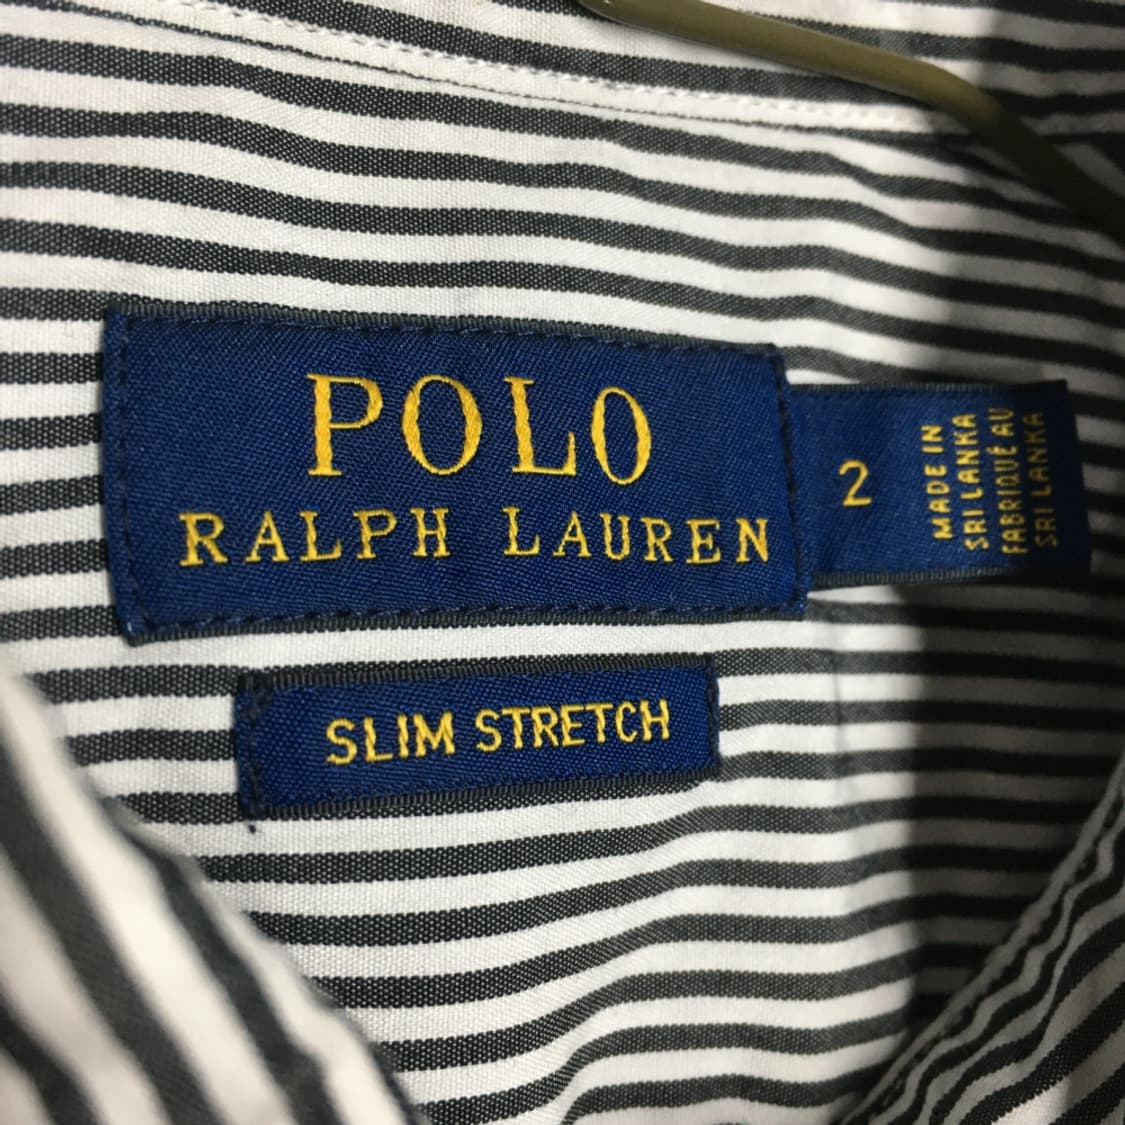 POLO
RALPH LAUREN
2
MADE IN
SRI LANKA
FABRIQUÉ AU
SRI LANKA
SLIM STRETCH